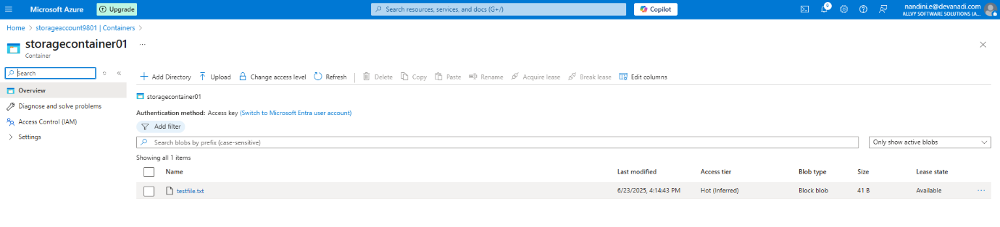 Microsoft Azure
Upgrade
Search resources, services, and docs (G+/)
Copilot
9
nandini.e@devanadi.com
ALLVY SOFTWARE SOLUTIONS (A...
Home > storageaccount9801 | Containers >
storagecontainer01 ...
Container
Search
Overview
Diagnose and solve problems
Access Control (IAM)
Settings
Add Directory Upload Change access level Refresh Delete Copy Paste Rename Acquire lease Break lease Edit columns
storagecontainer01
Authentication method: Access key (Switch to Microsoft Entra user account)
Add filter
Search blobs by prefix (case-sensitive) Only show active blobs
Showing all 1 items
Name Last modified Access tier Blob type Size Lease state
testfile.txt 6/23/2025, 4:14:43 PM Hot (Inferred) Block blob 41 B Available ...